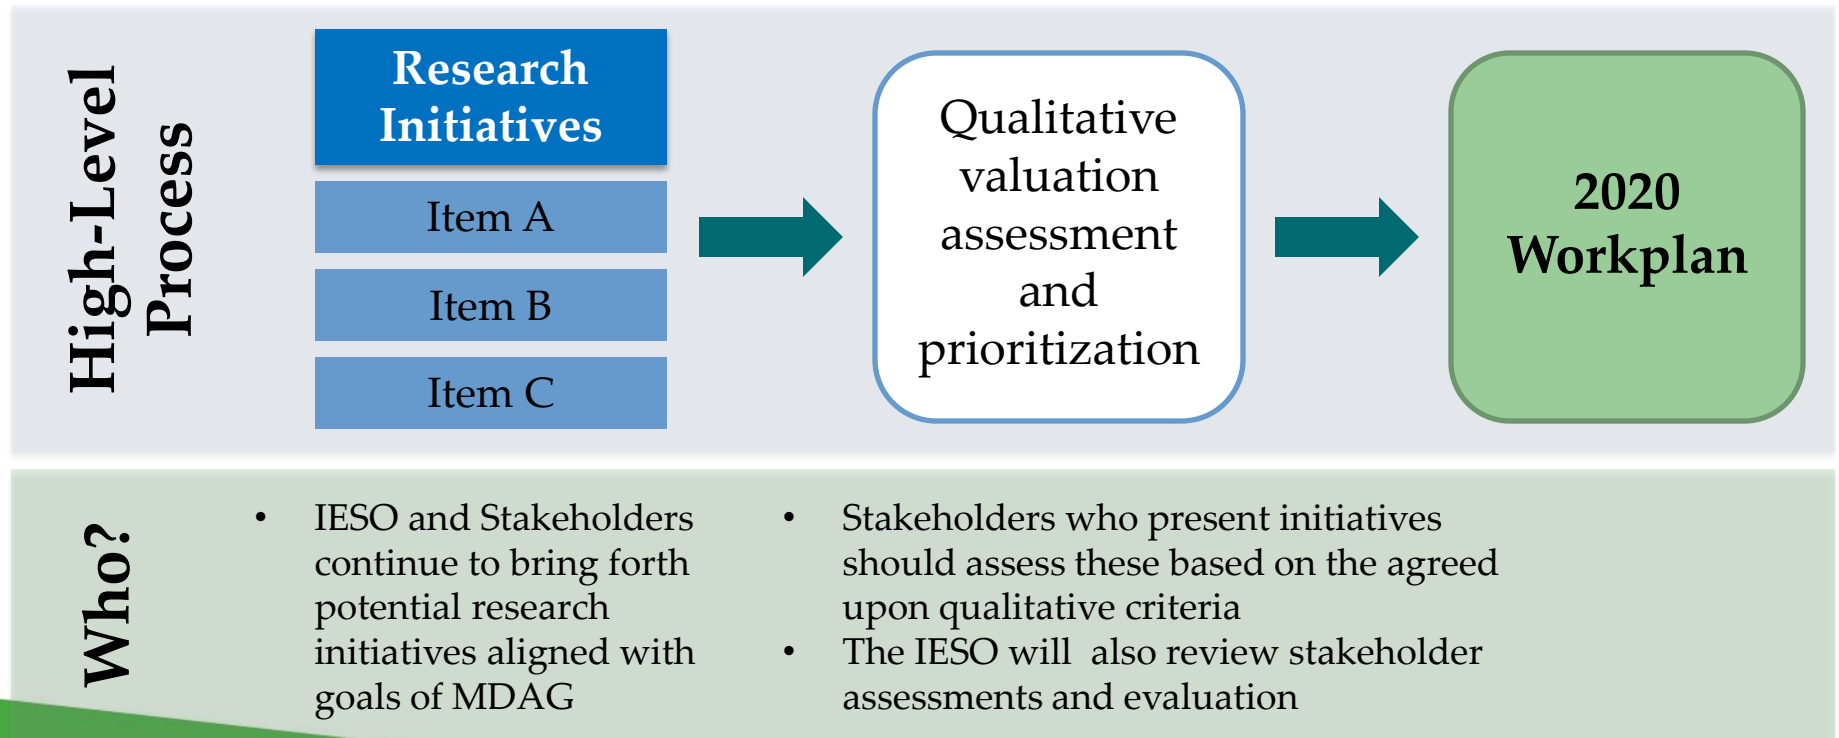 High-Level
Process
Research
Initiatives
Item A
Item B
Item C
Qualitative
valuation
assessment
and
prioritization
2020
Workplan
Who?
• IESO and Stakeholders
continue to bring forth
potential research
initiatives aligned with
goals of MDAG
• Stakeholders who present initiatives
should assess these based on the agreed
upon qualitative criteria
• The IESO will  also review stakeholder
assessments and evaluation